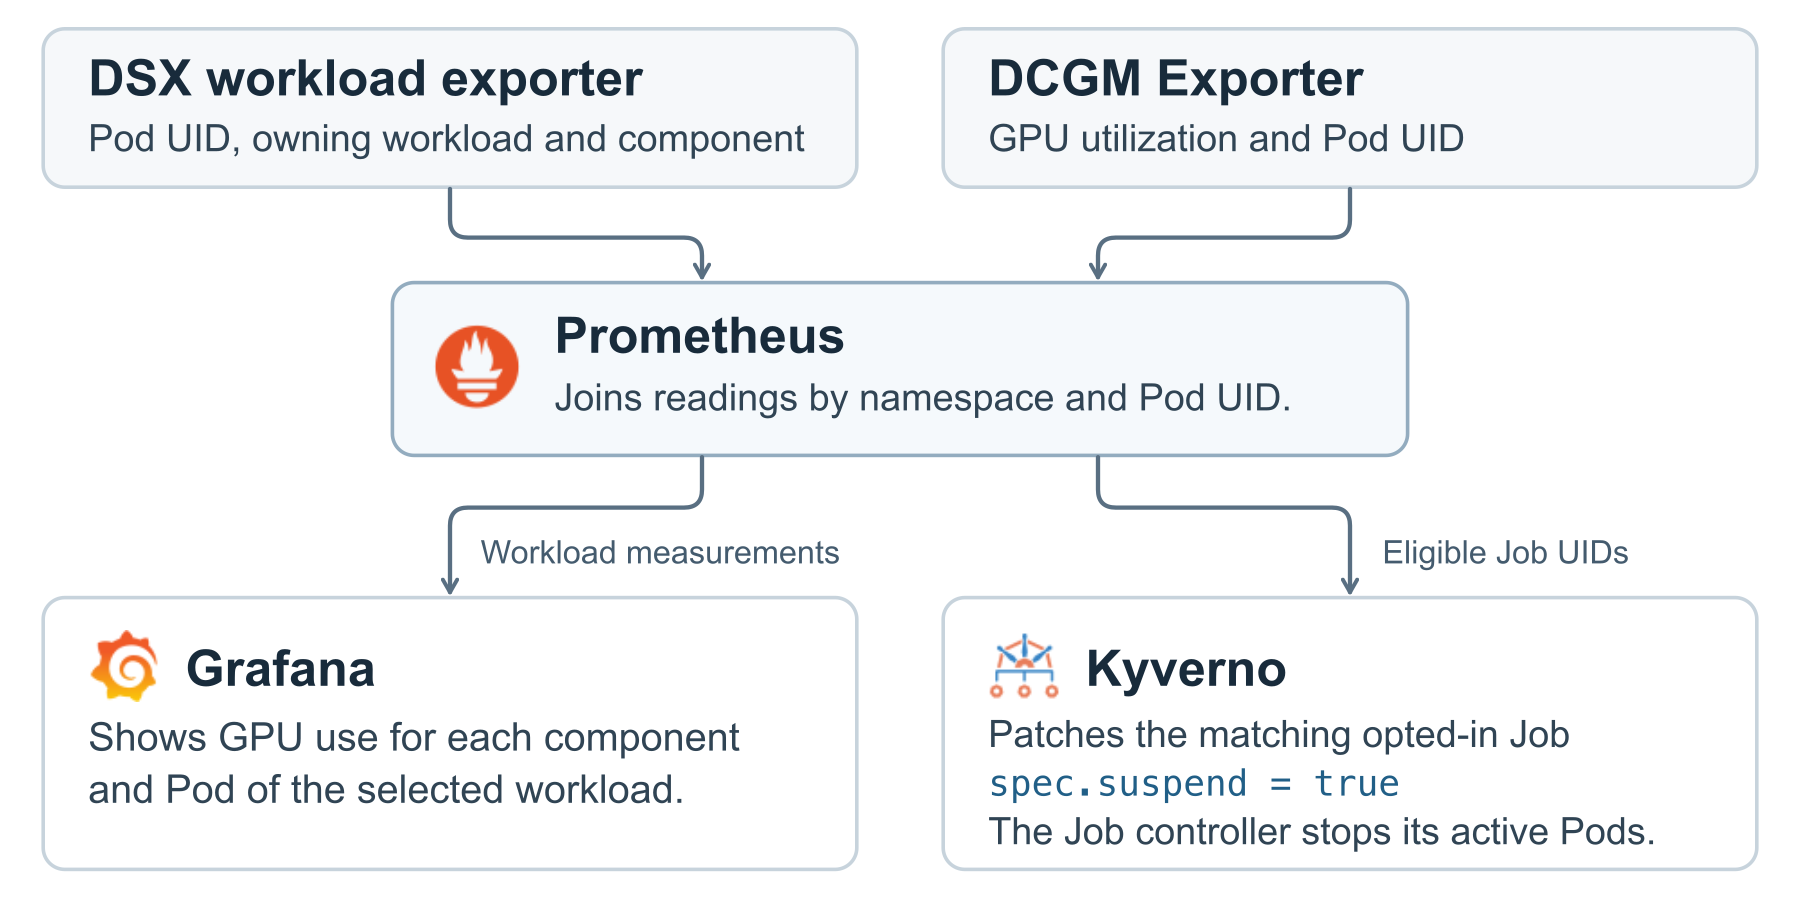 DSX workload exporter
Pod UID, owning workload and component
DCGM Exporter
GPU utilization and Pod UID
Prometheus
Joins readings by namespace and Pod UID.
Workload measurements
Eligible Job UIDs
Grafana
Shows GPU use for each component
and Pod of the selected workload.
Kyverno
Patches the matching opted-in Job
spec.suspend = true
The Job controller stops its active Pods.